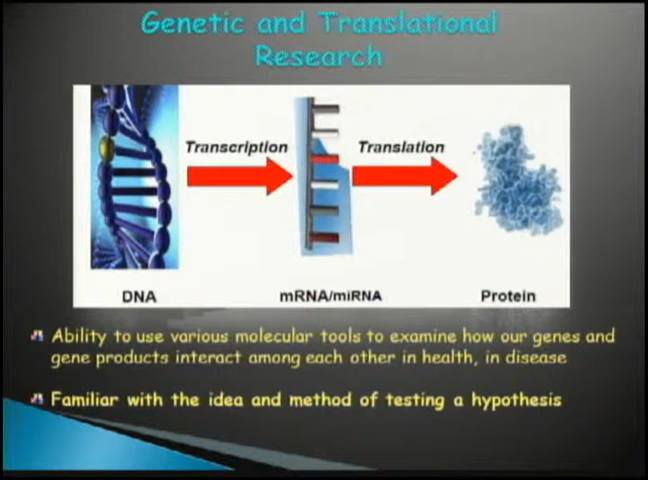 Genetic and Translational
Research
Transcription
Translation
DNA
mRNA/miRNA
Protein
Ability to use various molecular tools to examine how our genes and
gene products interact among each other in health, in disease
Familiar with the idea and method of testing a hypothesis